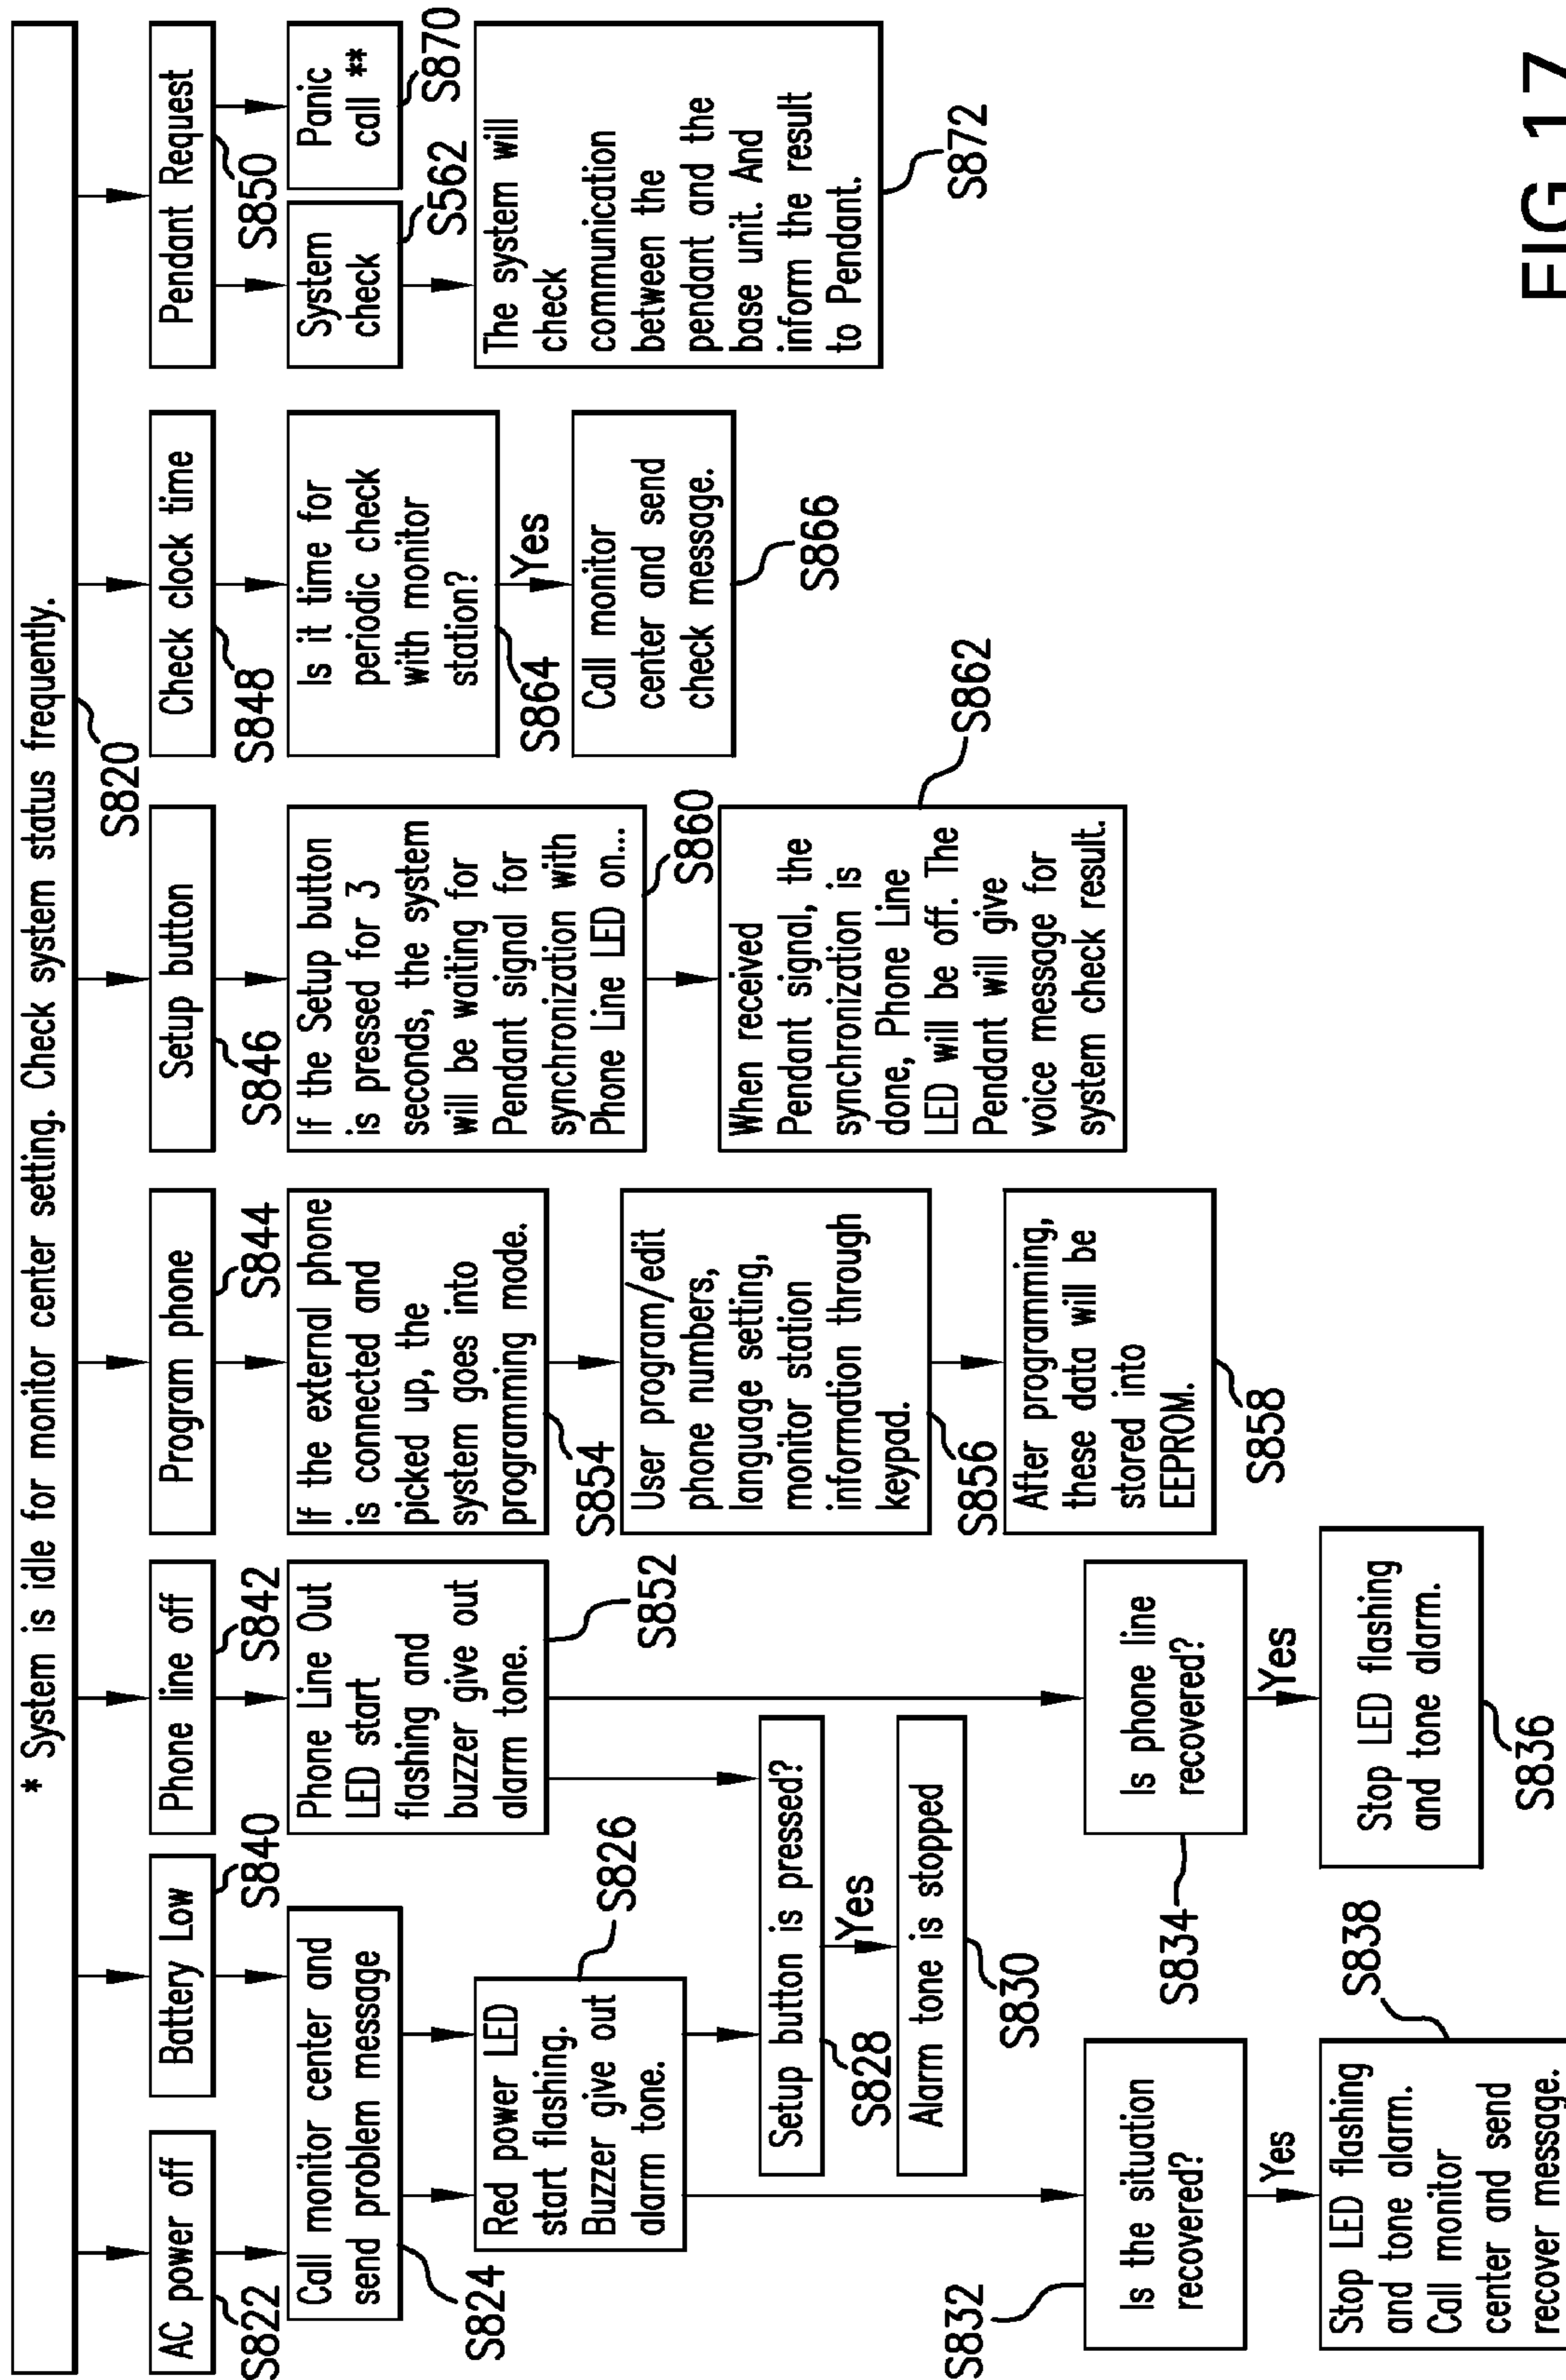 * System is idle for monitor center setting. Check system status frequently.
S820
AC power off
S822
Battery Low
S840
Call monitor center and
send problem message
S824
Red power LED
start flashing.
Buzzer give out
alarm tone.
S826
Phone line off
S842
Phone Line Out
LED start
flashing and
buzzer give out
alarm tone.
S852
Setup button is pressed?
S828
Yes
Alarm tone is stopped
S830
Is the situation
recovered?
S832
Yes
Stop LED flashing
and tone alarm.
Call monitor
center and send
recover message.
S838
Is phone line
recovered?
S834
Yes
Stop LED flashing
and tone alarm.
S836
Program phone
S844
If the external phone
is connected and
picked up, the
system goes into
programming mode.
S854
User program/edit
phone numbers,
language setting,
monitor station
information through
keypad.
S856
After programming,
these data will be
stored into
EEPROM.
S858
Setup button
S846
If the Setup button
is pressed for 3
seconds, the system
will be waiting for
Pendant signal for
synchronization with
Phone Line LED on...
S860
When received
Pendant signal, the
synchronization is
done, Phone Line
LED will be off. The
Pendant will give
voice message for
system check result.
S862
Check clock time
S848
Is it time for
periodic check
with monitor
station?
S864
Yes
Call monitor
center and send
check message.
S866
Pendant Request
S850
System
check
S562
Panic
call **
S870
The system will
check
communication
between the
pendant and the
base unit. And
inform the result
to Pendant.
S872
FIG 17